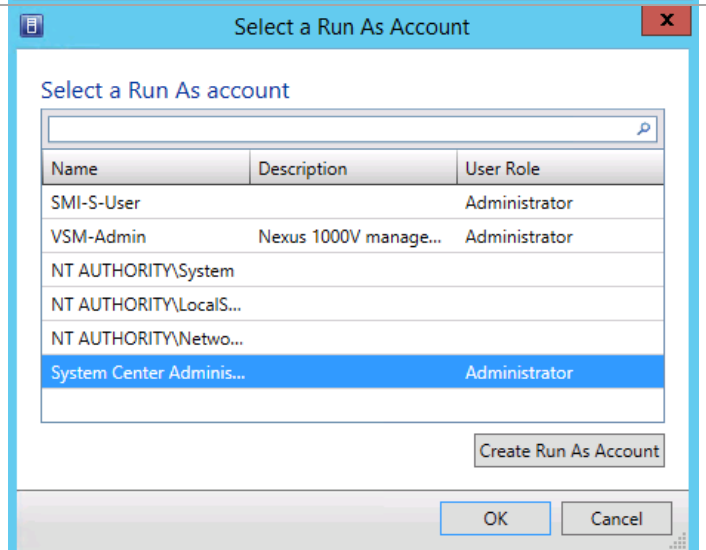 Select a Run As Account
x
Select a Run As account
Name Description User Role
SMI-S-User Administrator
VSM-Admin Nexus 1000V manage... Administrator
NT AUTHORITY\System
NT AUTHORITY\LocalS...
NT AUTHORITY\Netwo...
System Center Adminis... Administrator
Create Run As Account
OK Cancel